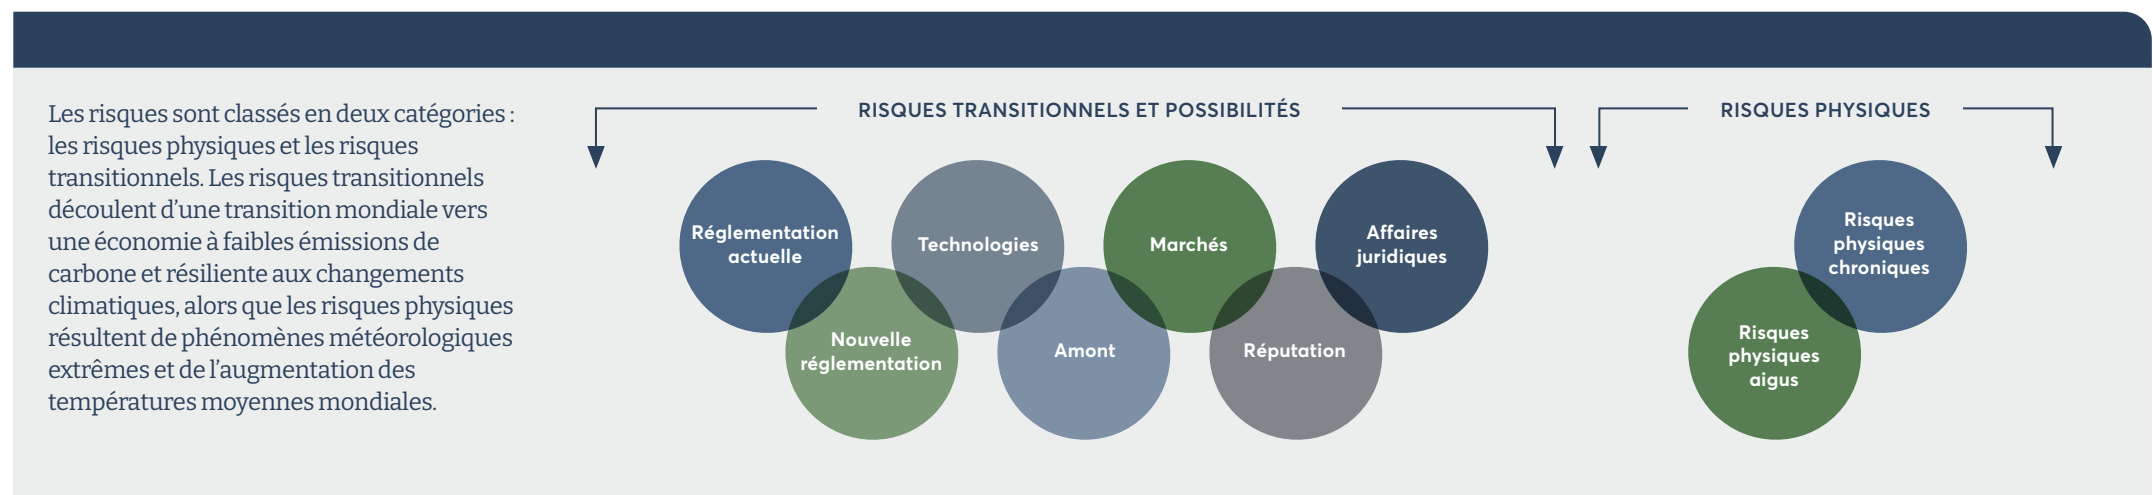 Les risques sont classés en deux catégories :
les risques physiques et les risques
transitionnels. Les risques transitionnels
découlent d’une transition mondiale vers
une économie à faibles émissions de
carbone et résiliente aux changements
climatiques, alors que les risques physiques
résultent de phénomènes météorologiques
extrêmes et de l’augmentation des
températures moyennes mondiales.
RISQUES TRANSITIONNELS ET POSSIBILITÉS
Réglementation
actuelle
Nouvelle
réglementation
Technologies
Amont
Marchés
Réputation
Affaires
juridiques
RISQUES PHYSIQUES
Risques
physiques
aigus
Risques
physiques
chroniques